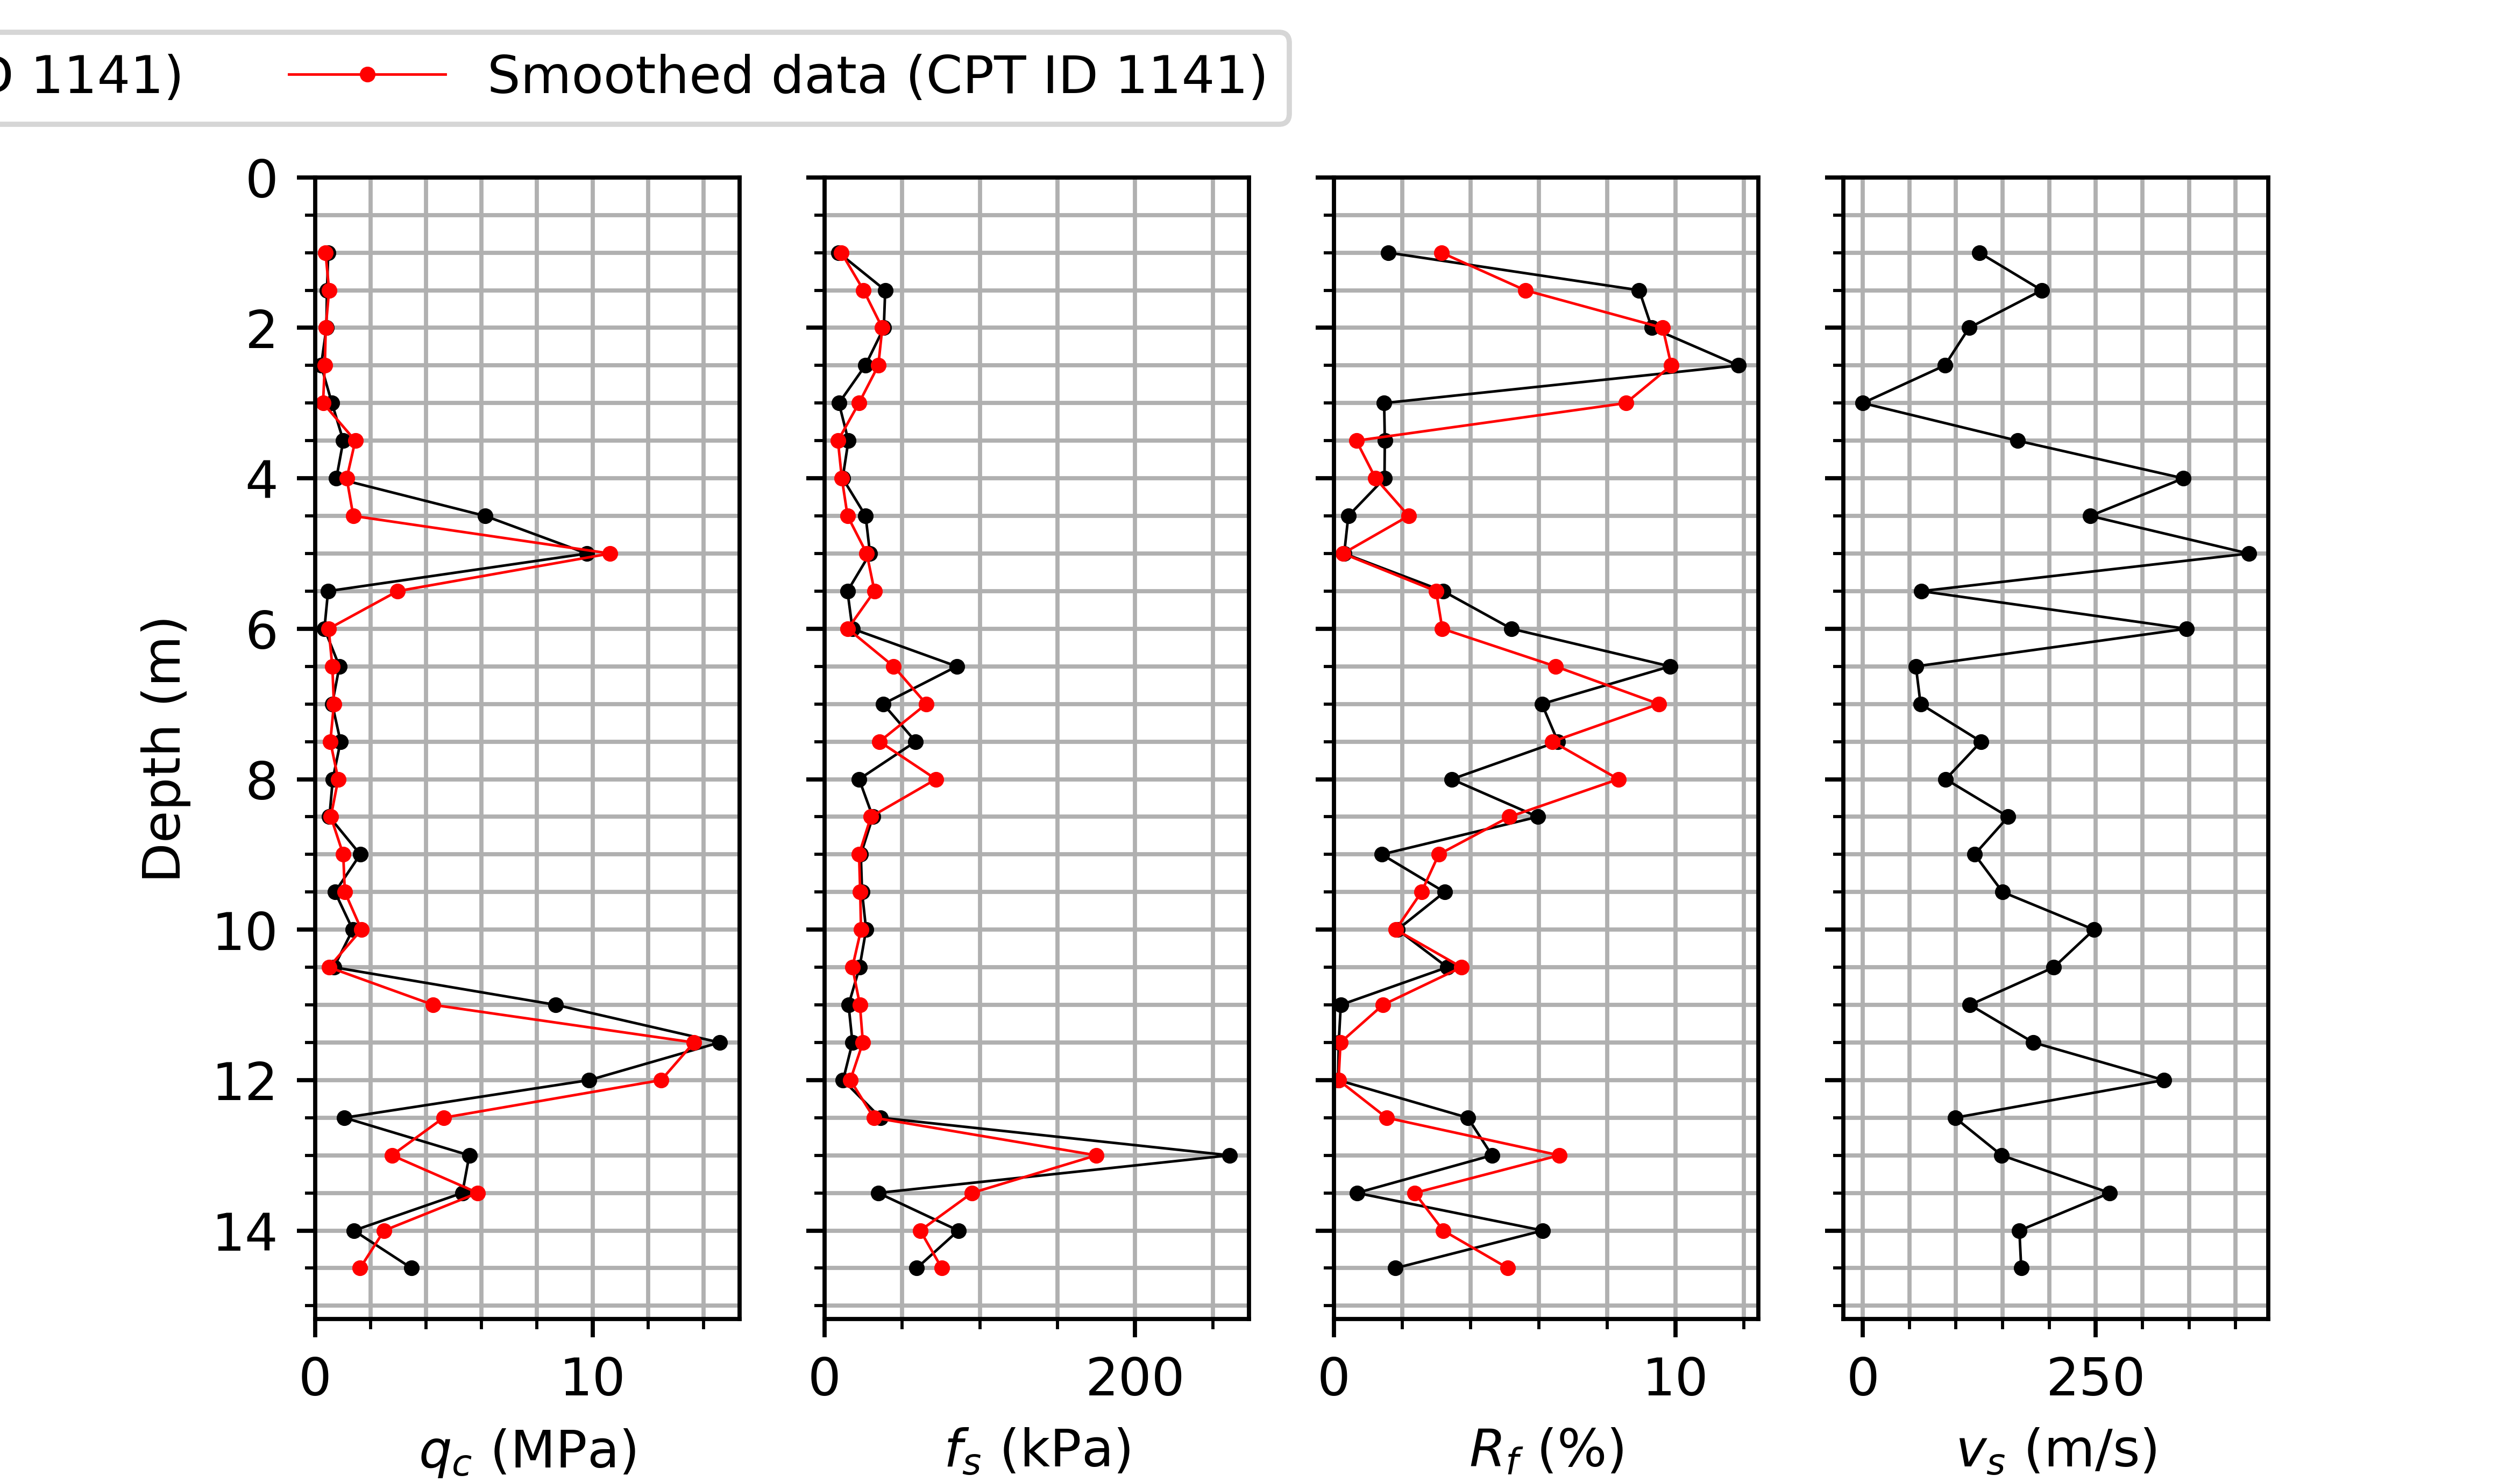 1141) Smoothed data (CPT ID 1141)
0
2
4
6
8
10
12
14
Depth (m)
0 10 0 200 0 10 0 250
q_c (MPa) f_s (kPa) R_f (%) v_s (m/s)